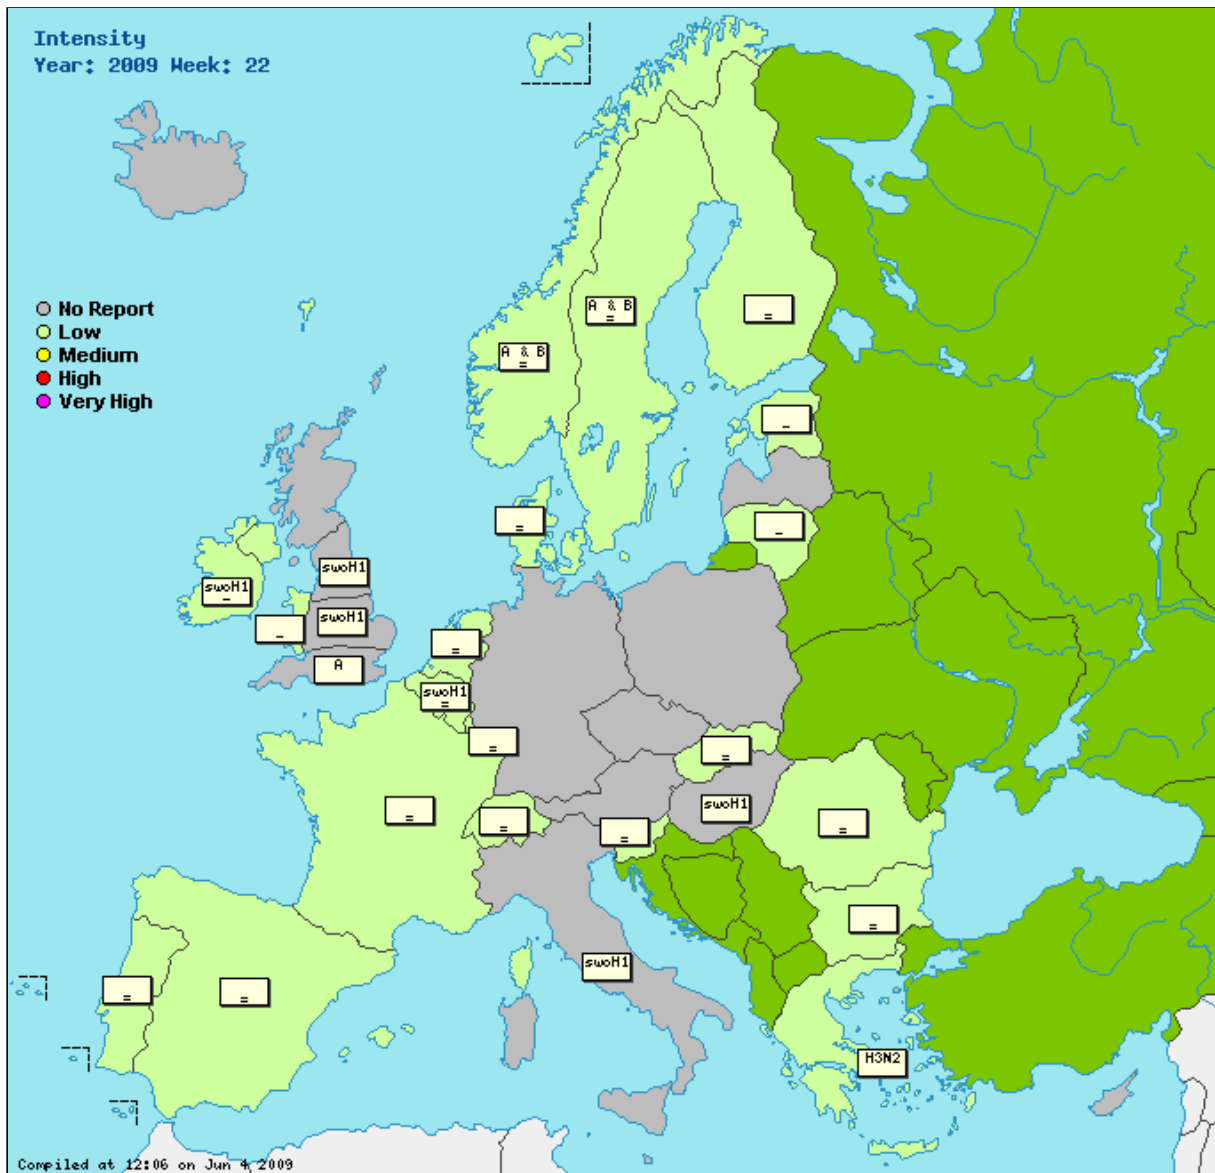 Intensity
Year: 2009 Week: 22
No Report
Low
Medium
High
Very High
A & B
=
=
A & B
=
–
=
–
swoH1
swoH1
–
swoH1
–
=
A
swoH1
=
=
=
swoH1
=
=
=
=
=
swoH1
=
=
H3N2
Compiled at 12:06 on Jun 4 2009